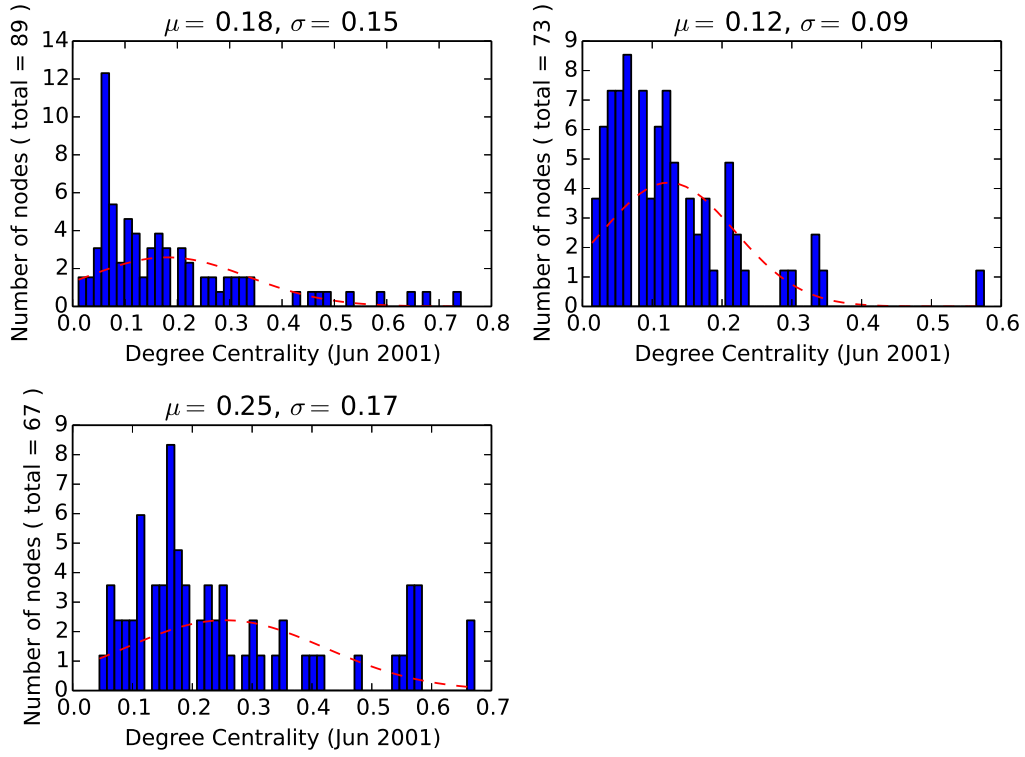 μ = 0.18, σ = 0.15
Number of nodes ( total = 89 )
14
12
10
8
6
4
2
0
0.0 0.1 0.2 0.3 0.4 0.5 0.6 0.7 0.8
Degree Centrality (Jun 2001)
μ = 0.12, σ = 0.09
Number of nodes ( total = 73 )
9
8
7
6
5
4
3
2
1
0
0.0 0.1 0.2 0.3 0.4 0.5 0.6
Degree Centrality (Jun 2001)
μ = 0.25, σ = 0.17
Number of nodes ( total = 67 )
9
8
7
6
5
4
3
2
1
0
0.0 0.1 0.2 0.3 0.4 0.5 0.6 0.7
Degree Centrality (Jun 2001)